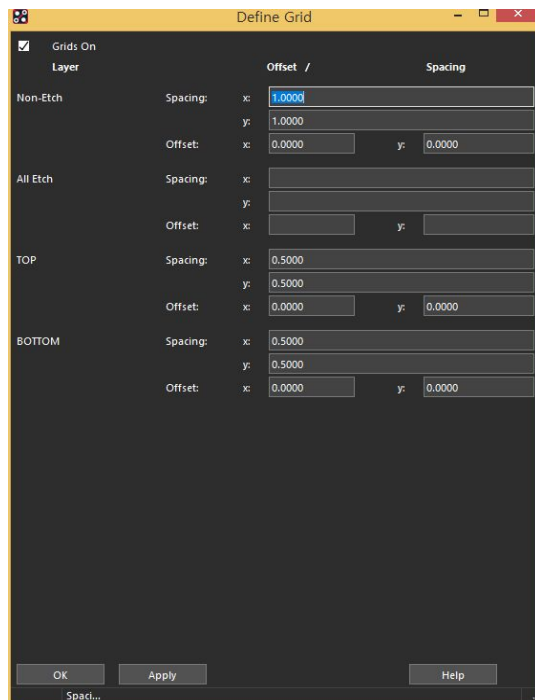 Define Grid
Grids On
Layer Offset / Spacing
Non-Etch Spacing: x: 1.0000
y: 1.0000
Offset: x: 0.0000 y: 0.0000
All Etch Spacing: x:
y:
Offset: x: y:
TOP Spacing: x: 0.5000
y: 0.5000
Offset: x: 0.0000 y: 0.0000
BOTTOM Spacing: x: 0.5000
y: 0.5000
Offset: x: 0.0000 y: 0.0000
OK Apply Help
Spaci...